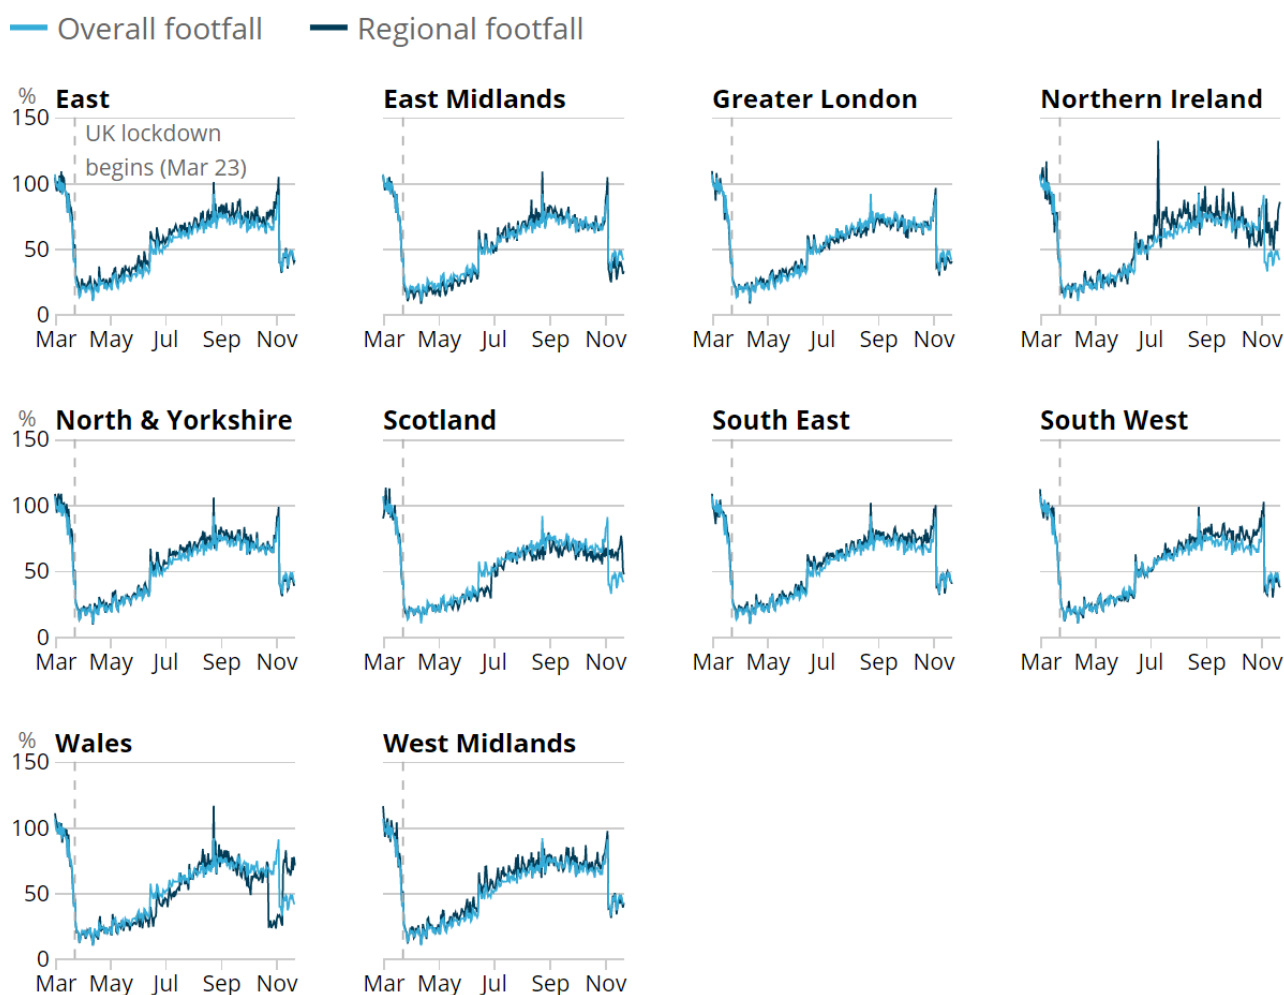 Overall footfall Regional footfall
% East East Midlands Greater London Northern Ireland
150
UK lockdown
begins (Mar 23)
100
50
0
Mar May Jul Sep Nov Mar May Jul Sep Nov Mar May Jul Sep Nov Mar May Jul Sep Nov
% North & Yorkshire Scotland South East South West
150
100
50
0
Mar May Jul Sep Nov Mar May Jul Sep Nov Mar May Jul Sep Nov Mar May Jul Sep Nov
% Wales West Midlands
150
100
50
0
Mar May Jul Sep Nov Mar May Jul Sep Nov